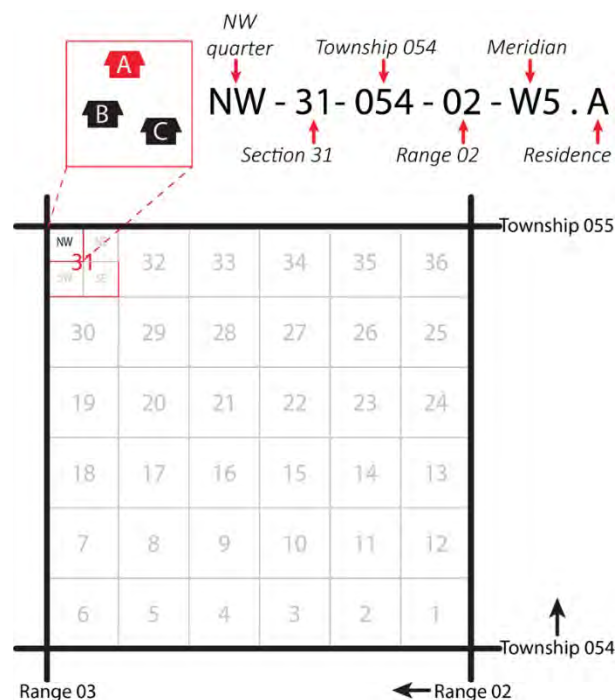 NW
quarter
Township 054
Meridian
A
B
C
NW - 31- 054 - 02 - W5 . A
Section 31
Range 02
Residence
Township 055
NW NE
31
SW SE
32 33 34 35 36
30 29 28 27 26 25
19 20 21 22 23 24
18 17 16 15 14 13
7 8 9 10 11 12
6 5 4 3 2 1
Township 054
Range 03
Range 02